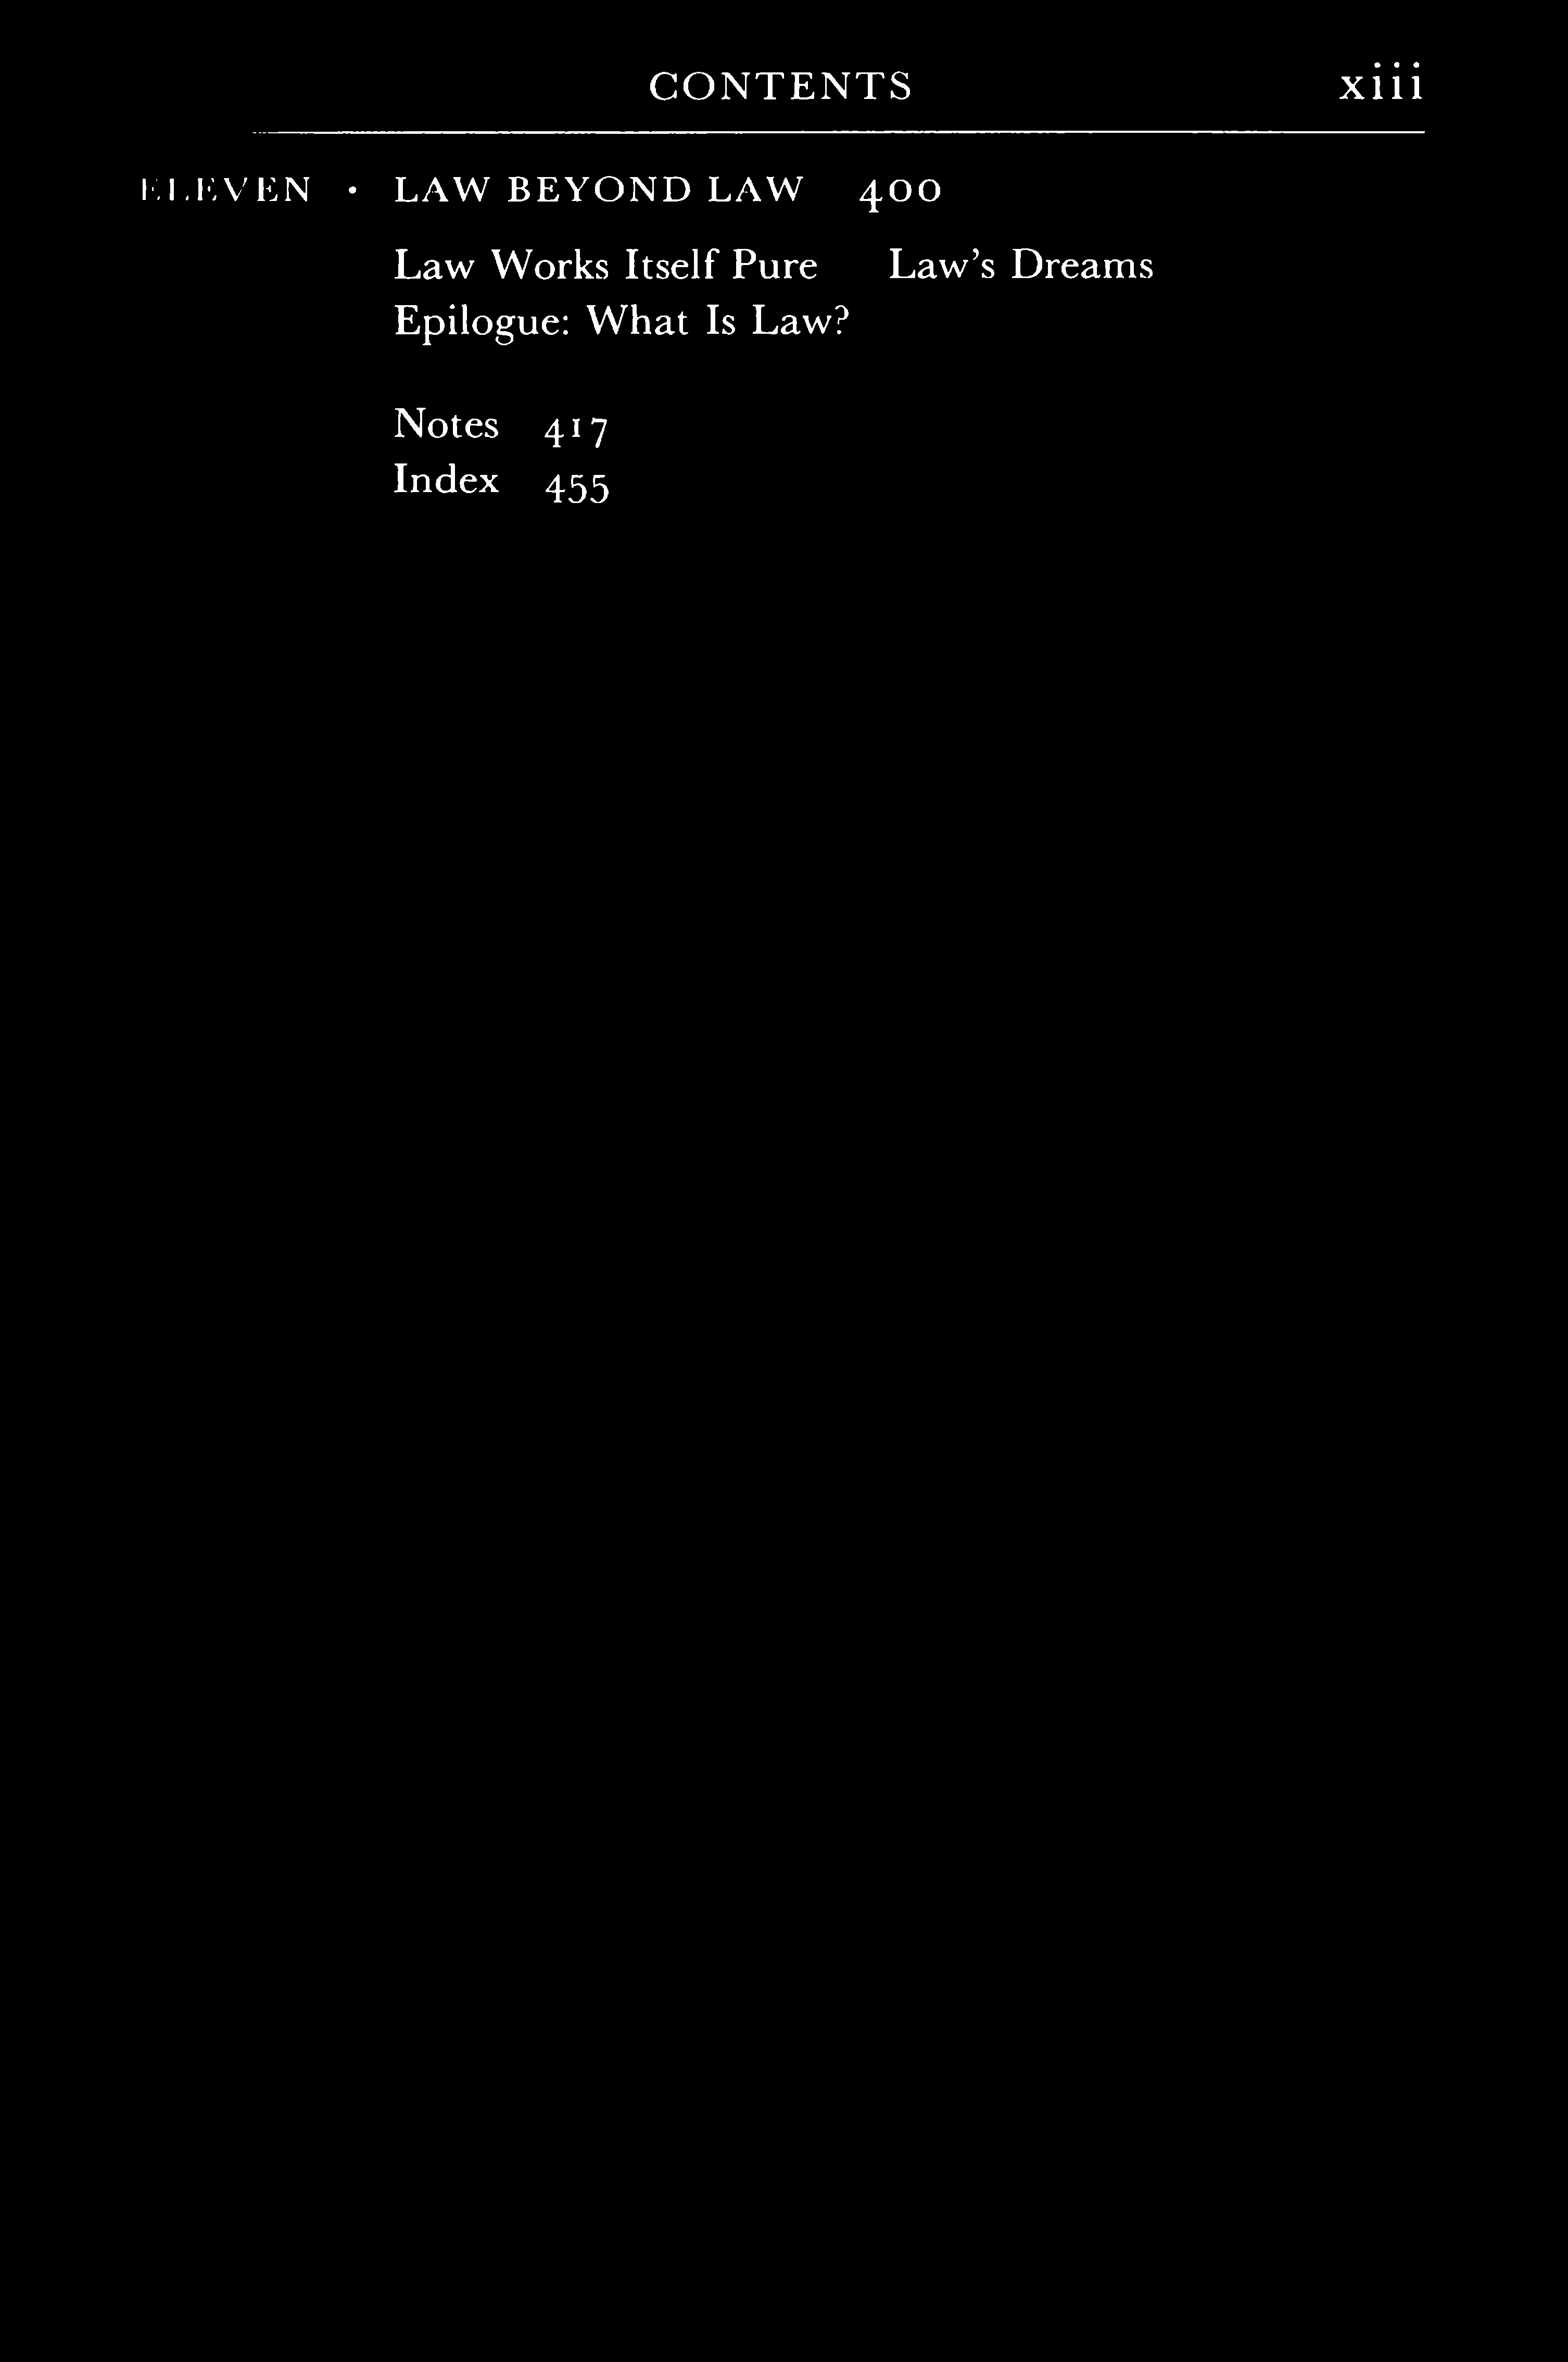 CONTENTS xiii
ELEVEN • LAW BEYOND LAW 400
Law Works Itself Pure Law’s Dreams
Epilogue: What Is Law?
Notes 417
Index 455